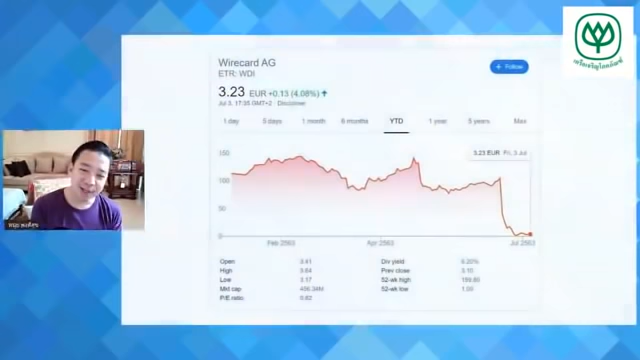 Wirecard AG
ETR: WDI
+ Follow
3.23 EUR +0.13 (4.08%) ↑
Jul 3, 17:35 GMT+2 · Disclaimer
1 day 5 days 1 month 6 months YTD 1 year 5 years Max
3.23 EUR Fri, 3 Jul
150
100
50
0
Feb 2563 Apr 2563 Jul 2563
Open 3.41 Div yield 6.20%
High Prev close 3.10
Low 3.17 52-wk high
Mkt cap 52-wk low
P/E ratio